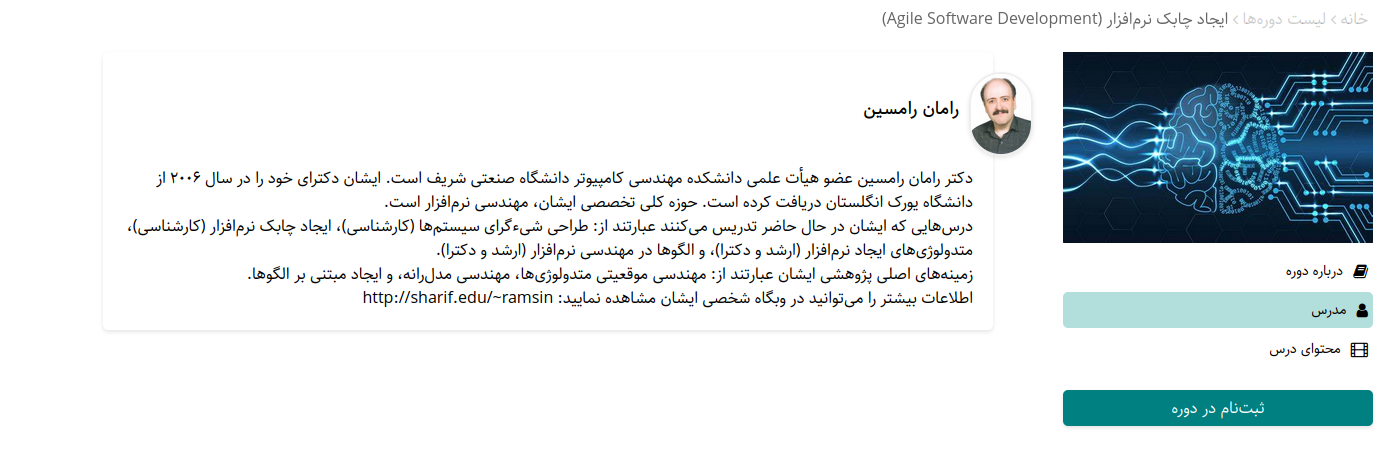 خانه › لیست دوره‌ها › ایجاد چابک نرم‌افزار (Agile Software Development)
درباره دوره
مدرس
محتوای درس
ثبت‌نام در دوره
رامان رامسین
دکتر رامان رامسین عضو هیأت علمی دانشکده مهندسی کامپیوتر دانشگاه صنعتی شریف است. ایشان دکترای خود را در سال ۲۰۰۶ از
دانشگاه یورک انگلستان دریافت کرده است. حوزه کلی تخصصی ایشان، مهندسی نرم‌افزار است.
درس‌هایی که ایشان در حال حاضر تدریس می‌کنند عبارتند از: طراحی شیءگرای سیستم‌ها (کارشناسی)، ایجاد چابک نرم‌افزار (کارشناسی)،
متدولوژی‌های ایجاد نرم‌افزار (ارشد و دکترا)، و الگوها در مهندسی نرم‌افزار (ارشد و دکترا).
زمینه‌های اصلی پژوهشی ایشان عبارتند از: مهندسی موقعیتی متدولوژی‌ها، مهندسی مدل‌رانه، و ایجاد مبتنی بر الگوها.
اطلاعات بیشتر را می‌توانید در وبگاه شخصی ایشان مشاهده نمایید: http://sharif.edu/~ramsin